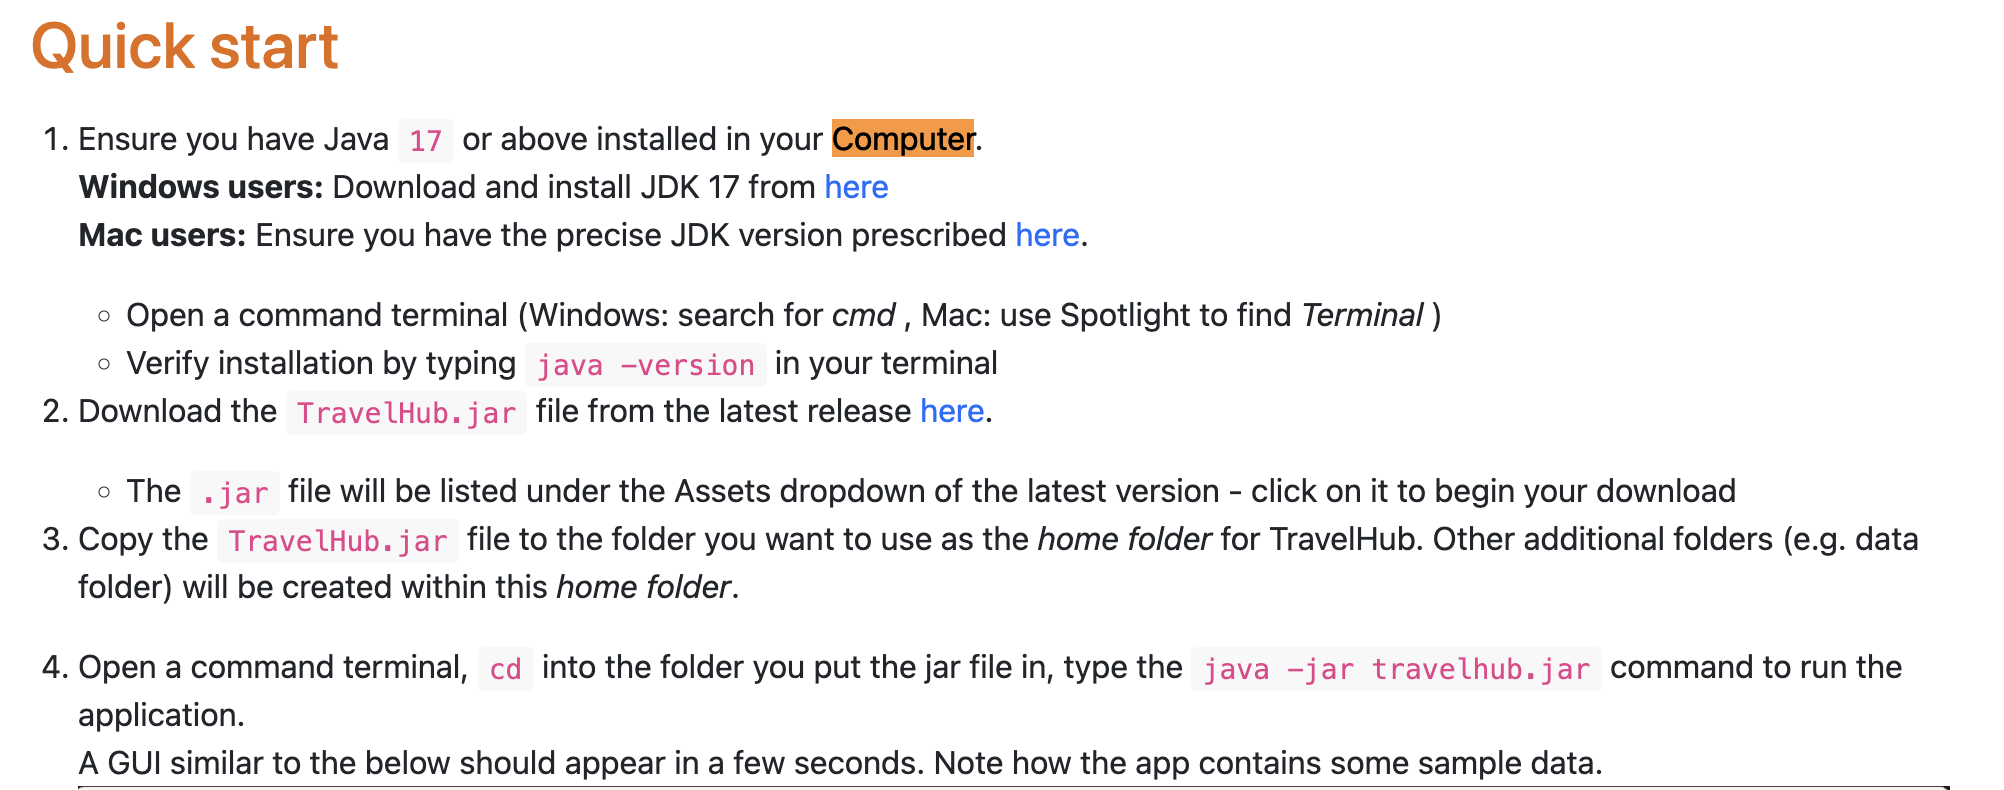 Quick start
1. Ensure you have Java 17 or above installed in your Computer.
Windows users: Download and install JDK 17 from here
Mac users: Ensure you have the precise JDK version prescribed here.
○ Open a command terminal (Windows: search for cmd , Mac: use Spotlight to find Terminal )
○ Verify installation by typing java -version in your terminal
2. Download the TravelHub.jar file from the latest release here.
○ The .jar file will be listed under the Assets dropdown of the latest version - click on it to begin your download
3. Copy the TravelHub.jar file to the folder you want to use as the home folder for TravelHub. Other additional folders (e.g. data
folder) will be created within this home folder.
4. Open a command terminal, cd into the folder you put the jar file in, type the java -jar travelhub.jar command to run the
application.
A GUI similar to the below should appear in a few seconds. Note how the app contains some sample data.